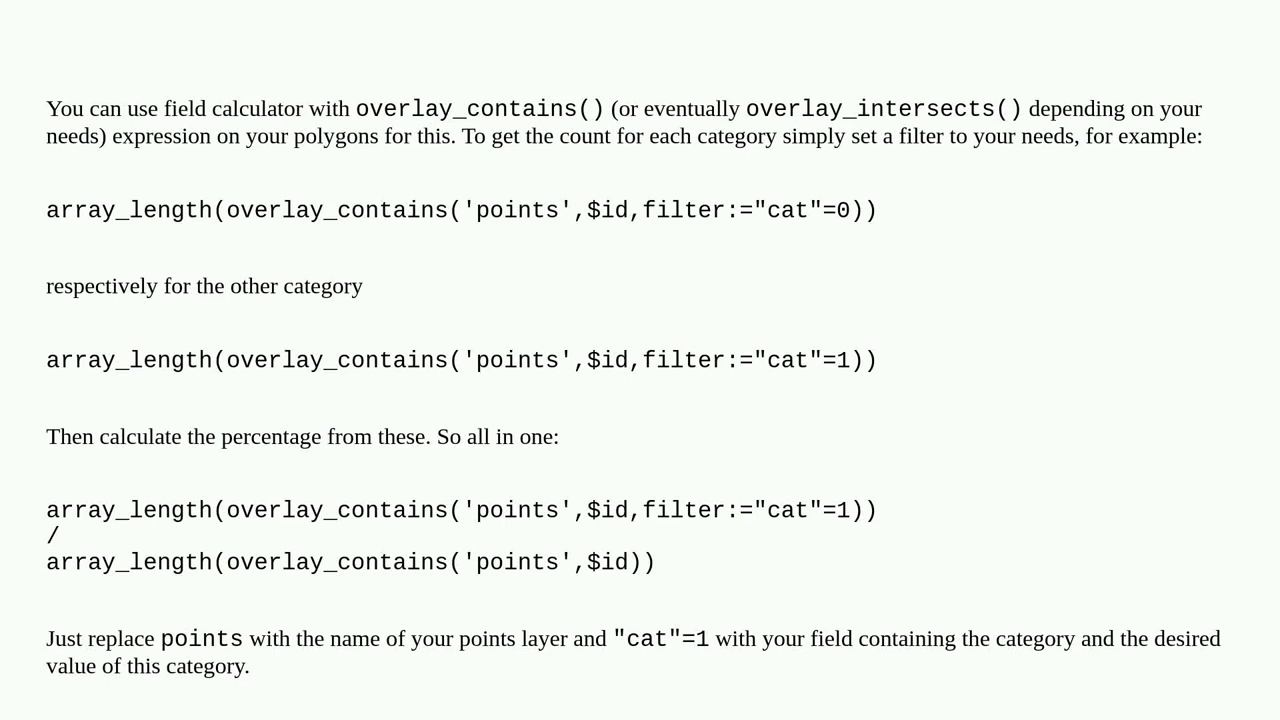 You can use field calculator with overlay_contains() (or eventually overlay_intersects() depending on your
needs) expression on your polygons for this. To get the count for each category simply set a filter to your needs, for example:
array_length(overlay_contains('points',$id,filter:="cat"=0))
respectively for the other category
array_length(overlay_contains('points',$id,filter:="cat"=1))
Then calculate the percentage from these. So all in one:
array_length(overlay_contains('points',$id,filter:="cat"=1))
/
array_length(overlay_contains('points',$id))
Just replace points with the name of your points layer and "cat"=1 with your field containing the category and the desired
value of this category.